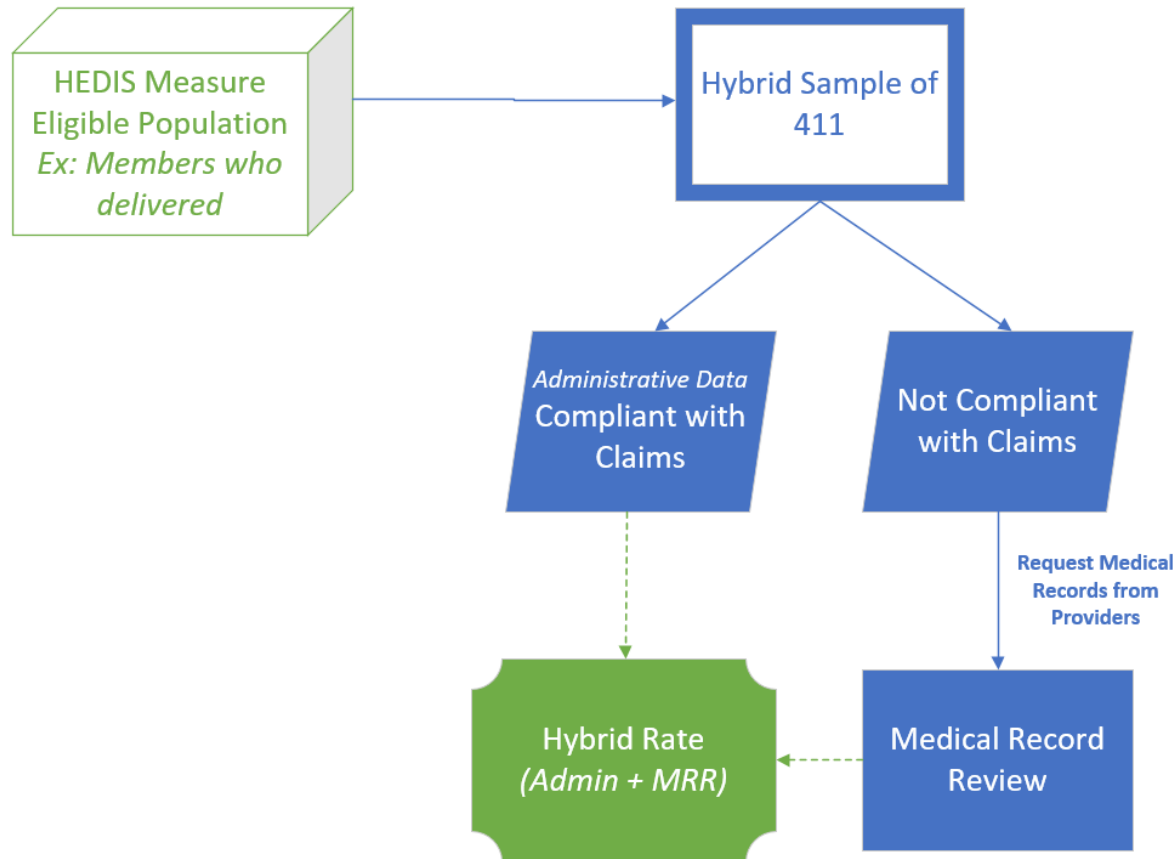 HEDIS Measure
Eligible Population
Ex: Members who
delivered
Hybrid Sample of
411
Administrative Data
Compliant with
Claims
Not Compliant
with Claims
Request Medical
Records from
Providers
Hybrid Rate
(Admin + MRR)
Medical Record
Review